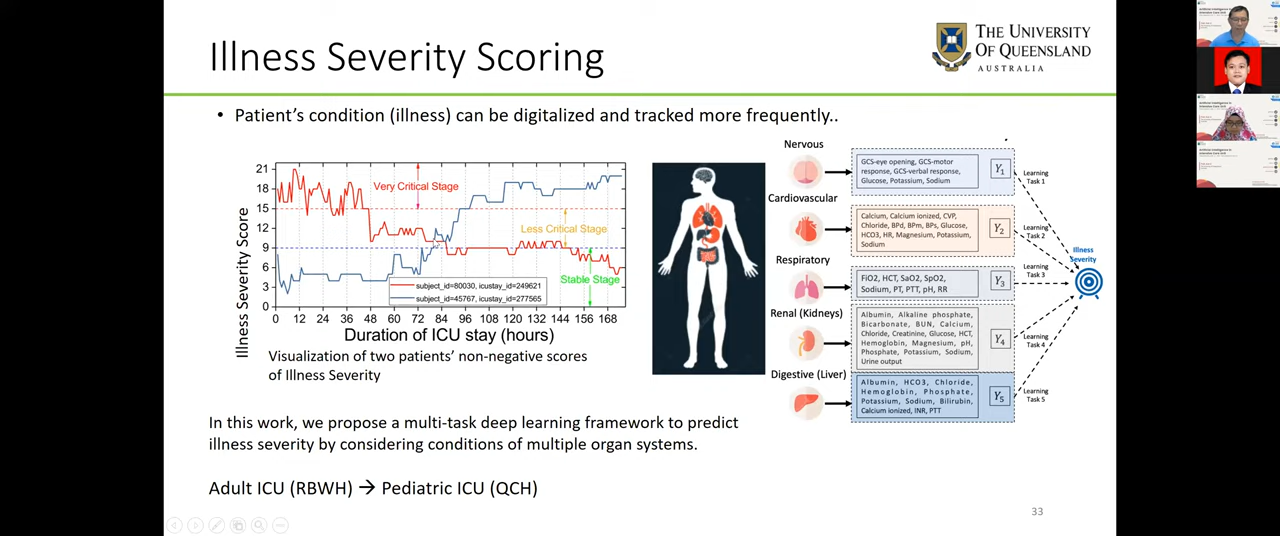 Illness Severity Scoring
THE UNIVERSITY
OF QUEENSLAND
AUSTRALIA
• Patient's condition (illness) can be digitalized and tracked more frequently..
Illness Severity Score
21
18
15
12
9
6
3
0
Very Critical Stage
Less Critical Stage
Stable Stage
subject_id=80030, icustay_id=249621
subject_id=45767, icustay_id=277565
0 12 24 36 48 60 72 84 96 108 120 132 144 156 168
Duration of ICU stay (hours)
Visualization of two patients' non-negative scores
of Illness Severity
Nervous
GCS-eye opening, GCS-motor
response, GCS-verbal response,
Glucose, Potassium, Sodium
Y1
Learning
Task 1
Cardiovascular
Calcium, Calcium ionized, CVP,
Chloride, BPd, BPm, BPs, Glucose,
HCO3, HR, Magnesium, Potassium,
Sodium
Y2
Learning
Task 2
Respiratory
FiO2, HCT, SaO2, SpO2,
Sodium, PT, PTT, pH, RR
Y3
Learning
Task 3
Renal (Kidneys)
Albumin, Alkaline phosphate,
Bicarbonate, BUN, Calcium,
Chloride, Creatinine, Glucose, HCT,
Hemoglobin, Magnesium, pH,
Phosphate, Potassium, Sodium,
Urine output
Y4
Learning
Task 4
Digestive (Liver)
Albumin, HCO3, Chloride,
Hemoglobin, Phosphate,
Potassium, Sodium, Bilirubin,
Calcium ionized, INR, PTT
Y5
Learning
Task 5
Illness
Severity
In this work, we propose a multi-task deep learning framework to predict
illness severity by considering conditions of multiple organ systems.
Adult ICU (RBWH) → Pediatric ICU (QCH)
33